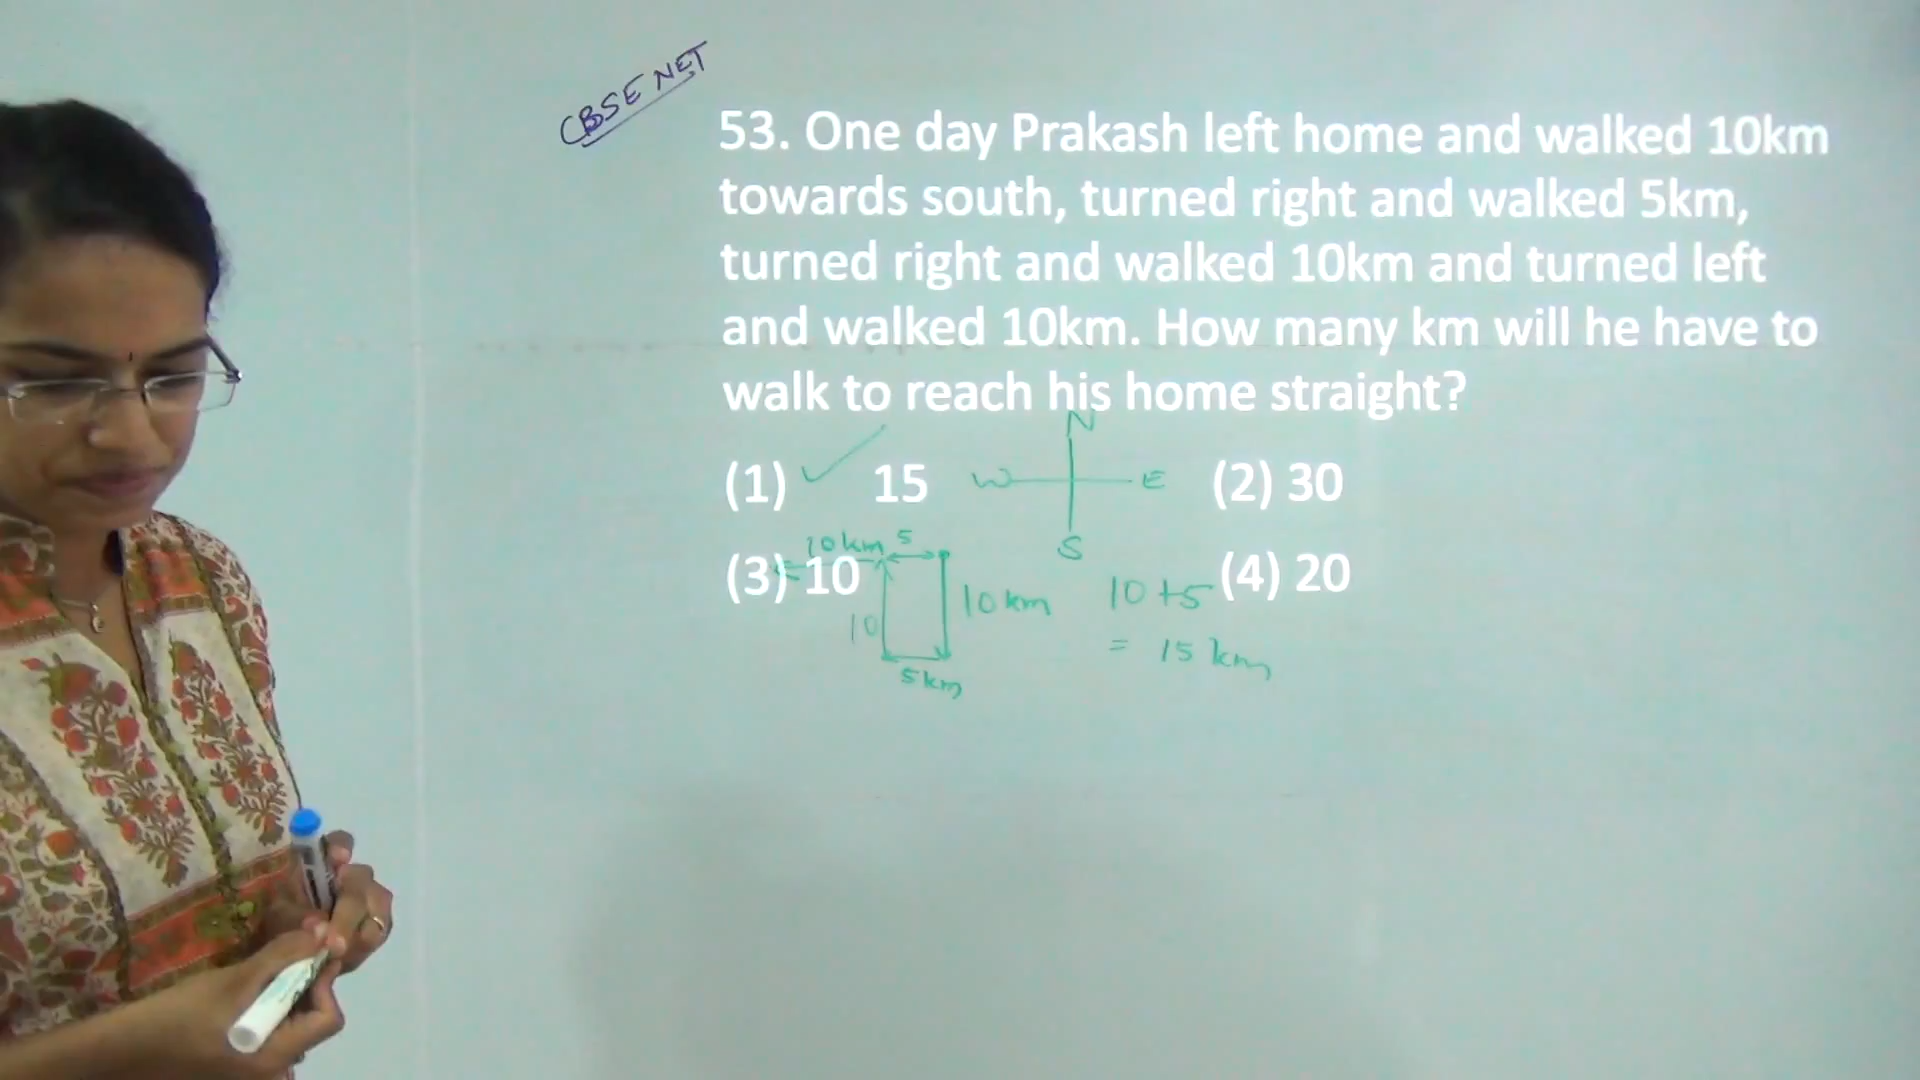 CBSE NET
53. One day Prakash left home and walked 10km
towards south, turned right and walked 5km,
turned right and walked 10km and turned left
and walked 10km. How many km will he have to
walk to reach his home straight?
N
(1) 15 (2) 30
W E
S
10km 5
(3) 10 (4) 20
10 10km 10+5
5km = 15 km